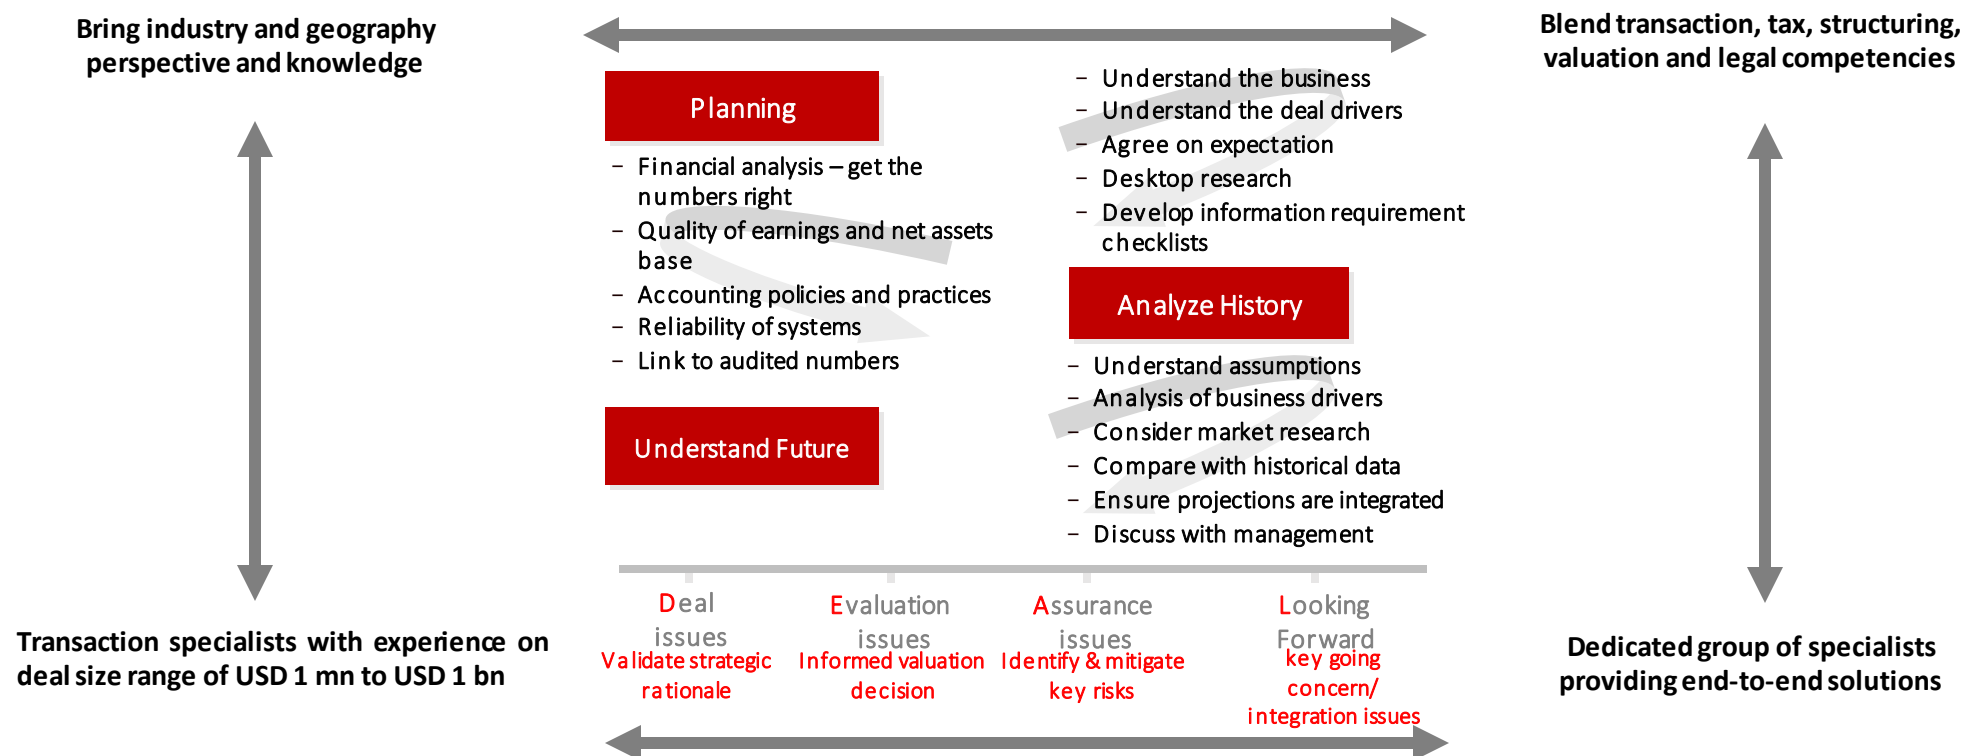 Bring industry and geography
perspective and knowledge
Blend transaction, tax, structuring,
valuation and legal competencies
Planning
– Understand the business
– Understand the deal drivers
– Agree on expectation
– Desktop research
– Develop information requirement
checklists
– Financial analysis – get the
numbers right
– Quality of earnings and net assets
base
– Accounting policies and practices
– Reliability of systems
– Link to audited numbers
Analyze History
– Understand assumptions
– Analysis of business drivers
– Consider market research
– Compare with historical data
– Ensure projections are integrated
– Discuss with management
Understand Future
Deal
issues
Validate strategic
rationale
Evaluation
issues
Informed valuation
decision
Assurance
issues
Identify & mitigate
key risks
Looking
Forward
key going
concern/
integration issues
Transaction specialists with experience on
deal size range of USD 1 mn to USD 1 bn
Dedicated group of specialists
providing end-to-end solutions